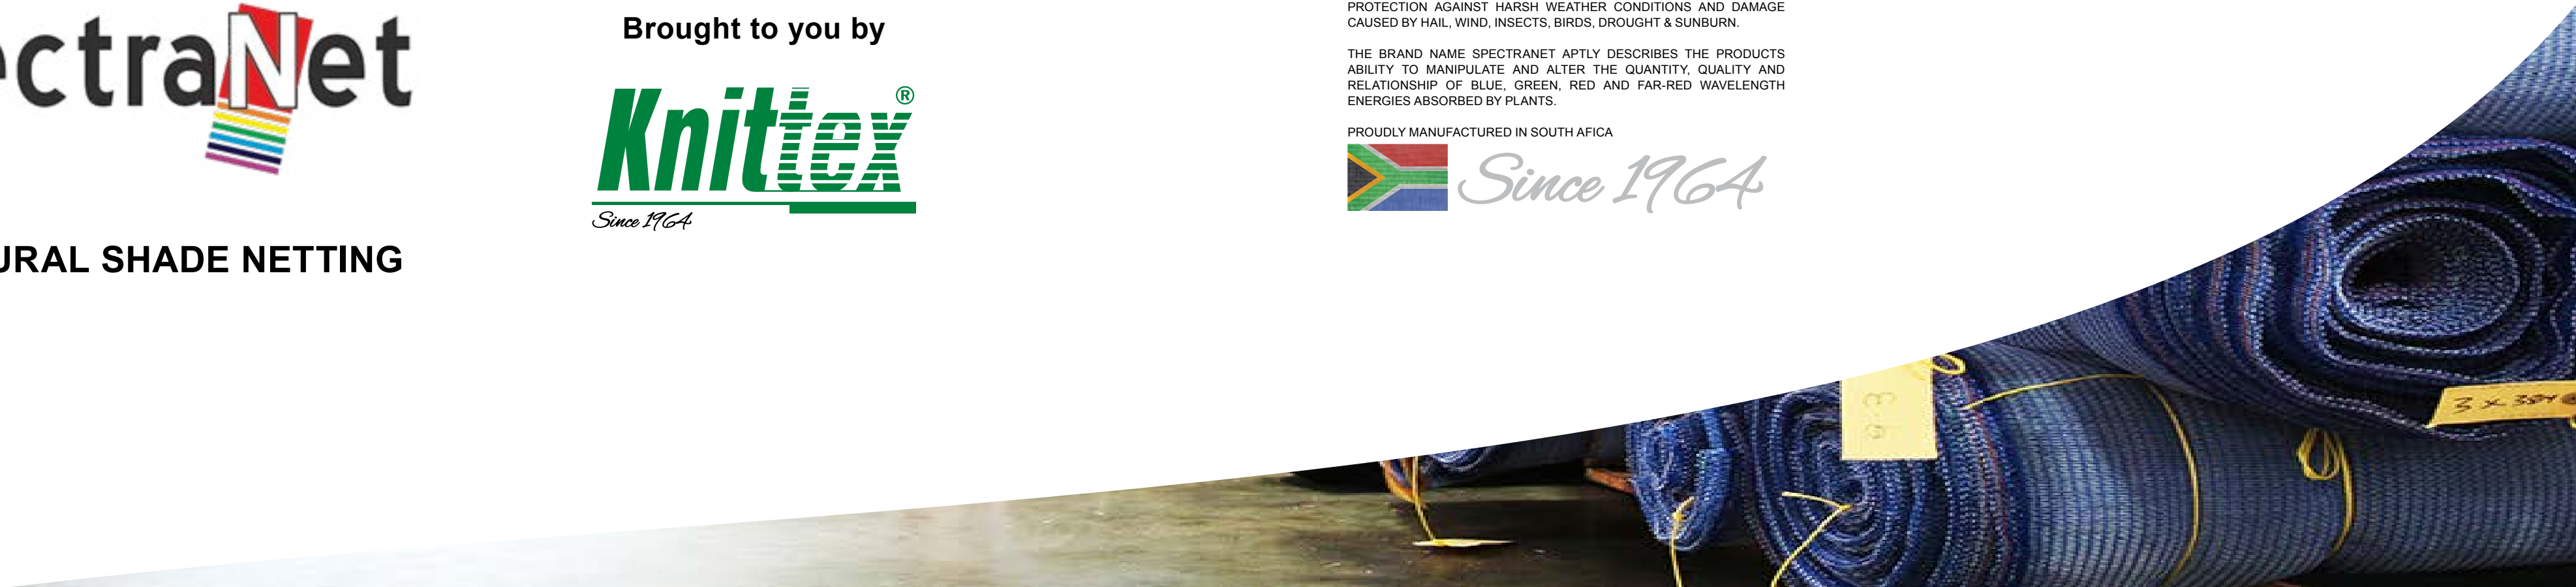 ectraNet
URAL SHADE NETTING
Brought to you by
Knittex®
Since 1964
PROTECTION AGAINST HARSH WEATHER CONDITIONS AND DAMAGE
CAUSED BY HAIL, WIND, INSECTS, BIRDS, DROUGHT & SUNBURN.
THE BRAND NAME SPECTRANET APTLY DESCRIBES THE PRODUCTS
ABILITY TO MANIPULATE AND ALTER THE QUANTITY, QUALITY AND
RELATIONSHIP OF BLUE, GREEN, RED AND FAR-RED WAVELENGTH
ENERGIES ABSORBED BY PLANTS.
PROUDLY MANUFACTURED IN SOUTH AFICA
Since 1964